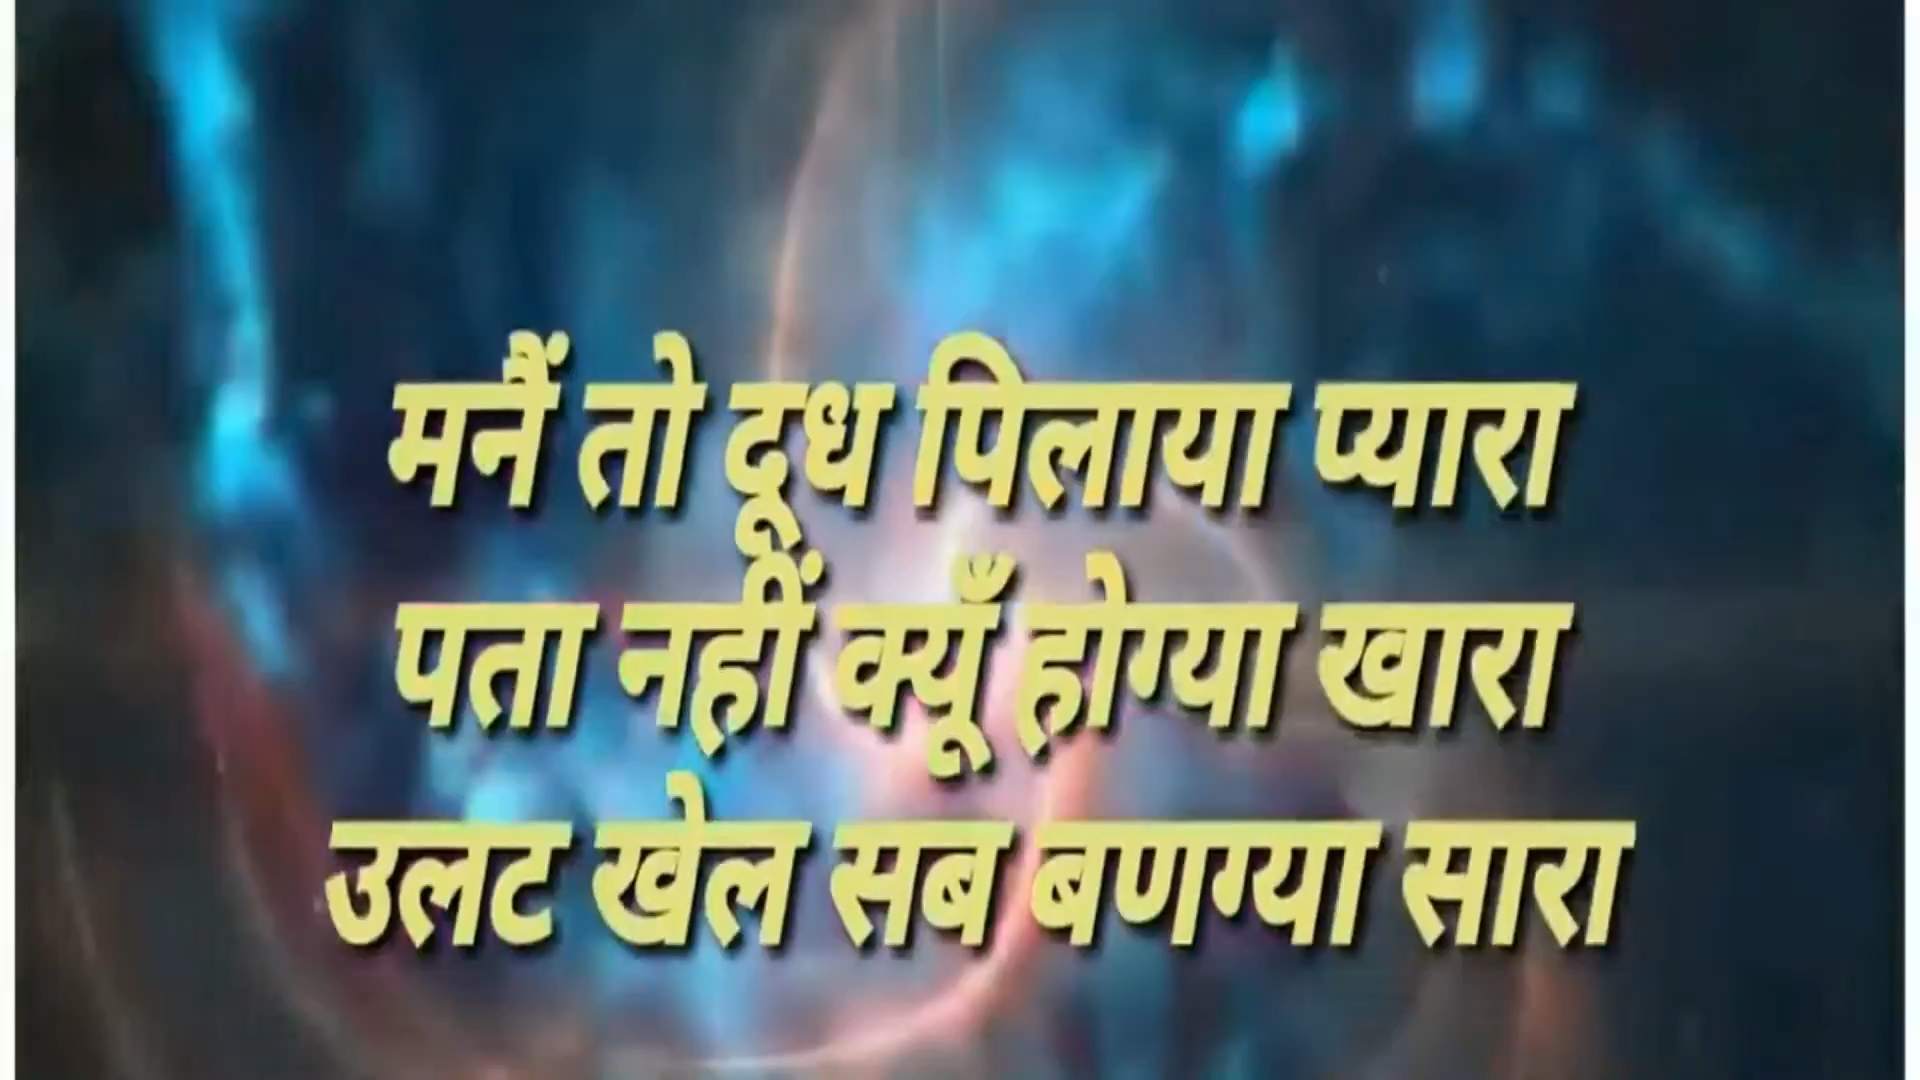 मनैं तो दूध पिलाया प्यारा
पता नहीं क्यूँ होग्या खारा
उलट खेल सब बणग्या सारा